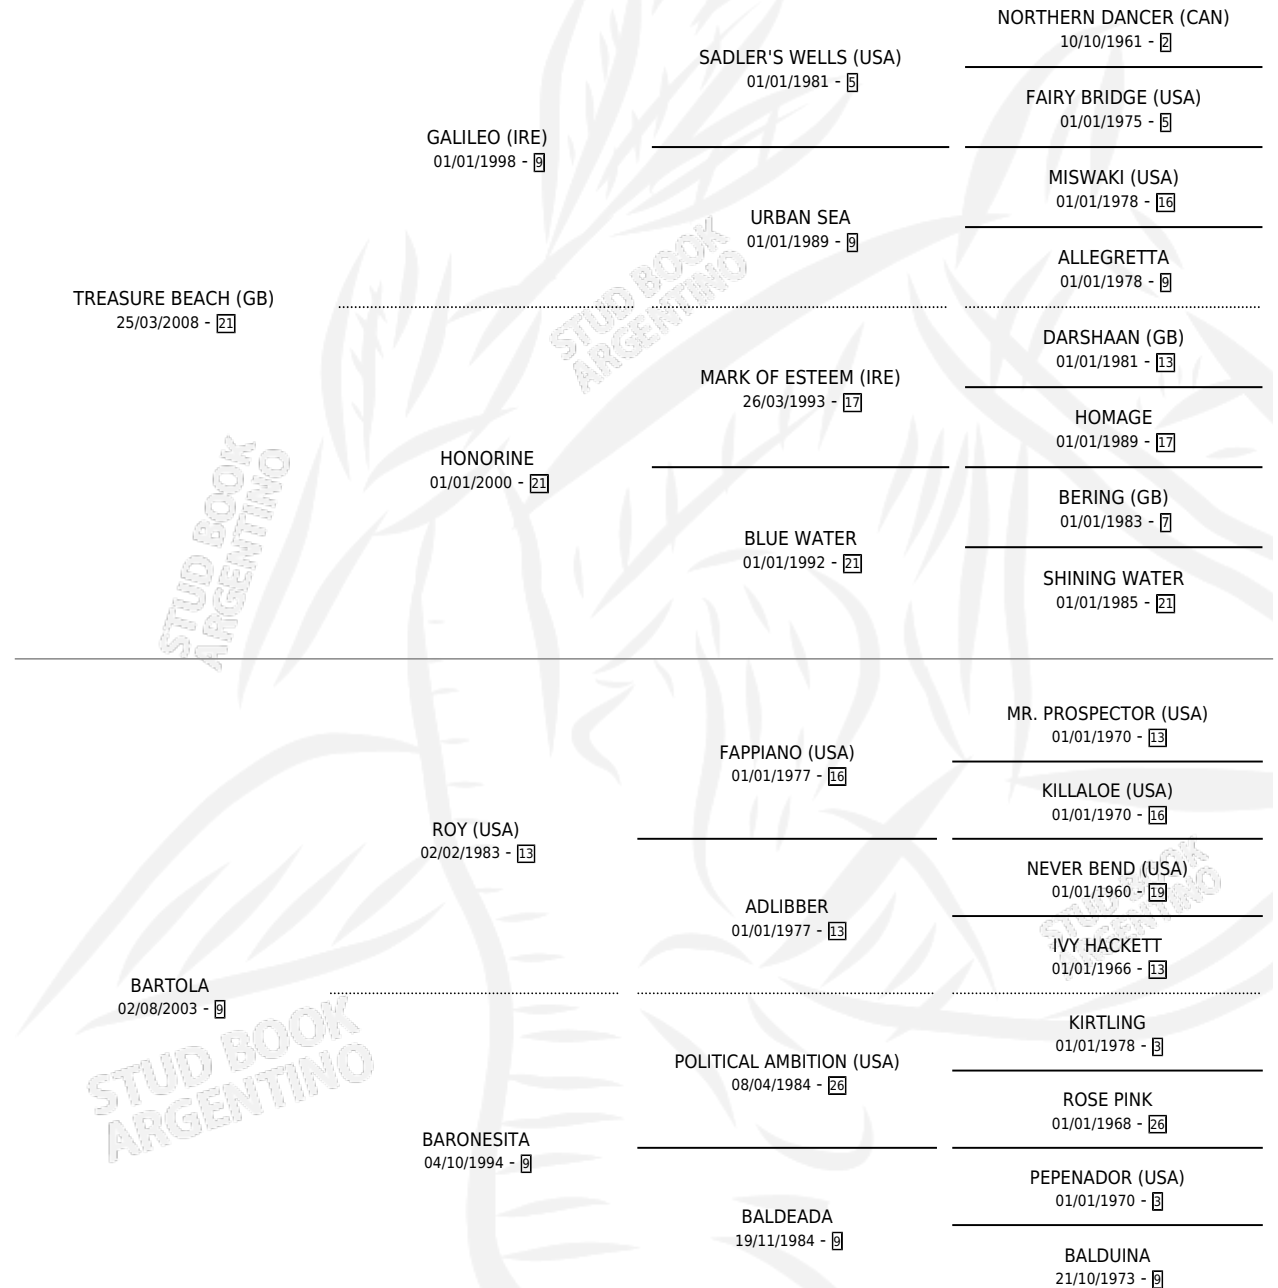 NORTHERN DANCER (CAN)
10/10/1961 - 2
SADLER'S WELLS (USA)
01/01/1981 - 5
FAIRY BRIDGE (USA)
01/01/1975 - 5
GALILEO (IRE)
01/01/1998 - 9
MISWAKI (USA)
01/01/1978 - 16
URBAN SEA
01/01/1989 - 9
ALLEGRETTA
01/01/1978 - 9
TREASURE BEACH (GB)
25/03/2008 - 21
STUD BOOK
ARGENTINO
DARSHAAN (GB)
01/01/1981 - 13
MARK OF ESTEEM (IRE)
26/03/1993 - 17
HOMAGE
01/01/1989 - 17
HONORINE
01/01/2000 - 21
BERING (GB)
01/01/1983 - 7
BLUE WATER
01/01/1992 - 21
SHINING WATER
01/01/1985 - 21
STUD BOOK
ARGENTINO
MR. PROSPECTOR (USA)
01/01/1970 - 13
FAPPIANO (USA)
01/01/1977 - 16
KILLALOE (USA)
01/01/1970 - 16
ROY (USA)
02/02/1983 - 13
NEVER BEND (USA)
01/01/1960 - 19
ADLIBBER
01/01/1977 - 13
IVY HACKETT
01/01/1966 - 13
STUD BOOK
ARGENTINO
BARTOLA
02/08/2003 - 9
KIRTLING
01/01/1978 - 3
POLITICAL AMBITION (USA)
08/04/1984 - 26
ROSE PINK
01/01/1968 - 26
STUD BOOK
ARGENTINO
BARONESITA
04/10/1994 - 9
PEPENADOR (USA)
01/01/1970 - 3
BALDEADA
19/11/1984 - 9
BALDUINA
21/10/1973 - 9